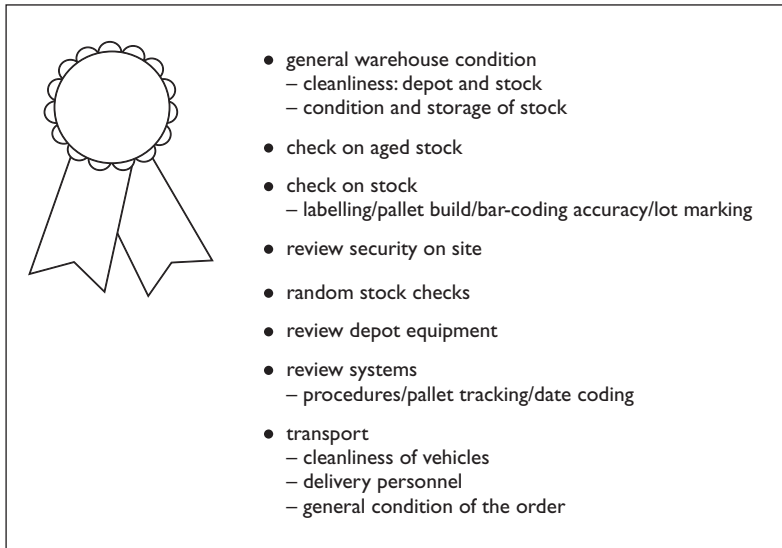 ● general warehouse condition
– cleanliness: depot and stock
– condition and storage of stock
● check on aged stock
● check on stock
– labelling/pallet build/bar-coding accuracy/lot marking
● review security on site
● random stock checks
● review depot equipment
● review systems
– procedures/pallet tracking/date coding
● transport
– cleanliness of vehicles
– delivery personnel
– general condition of the order